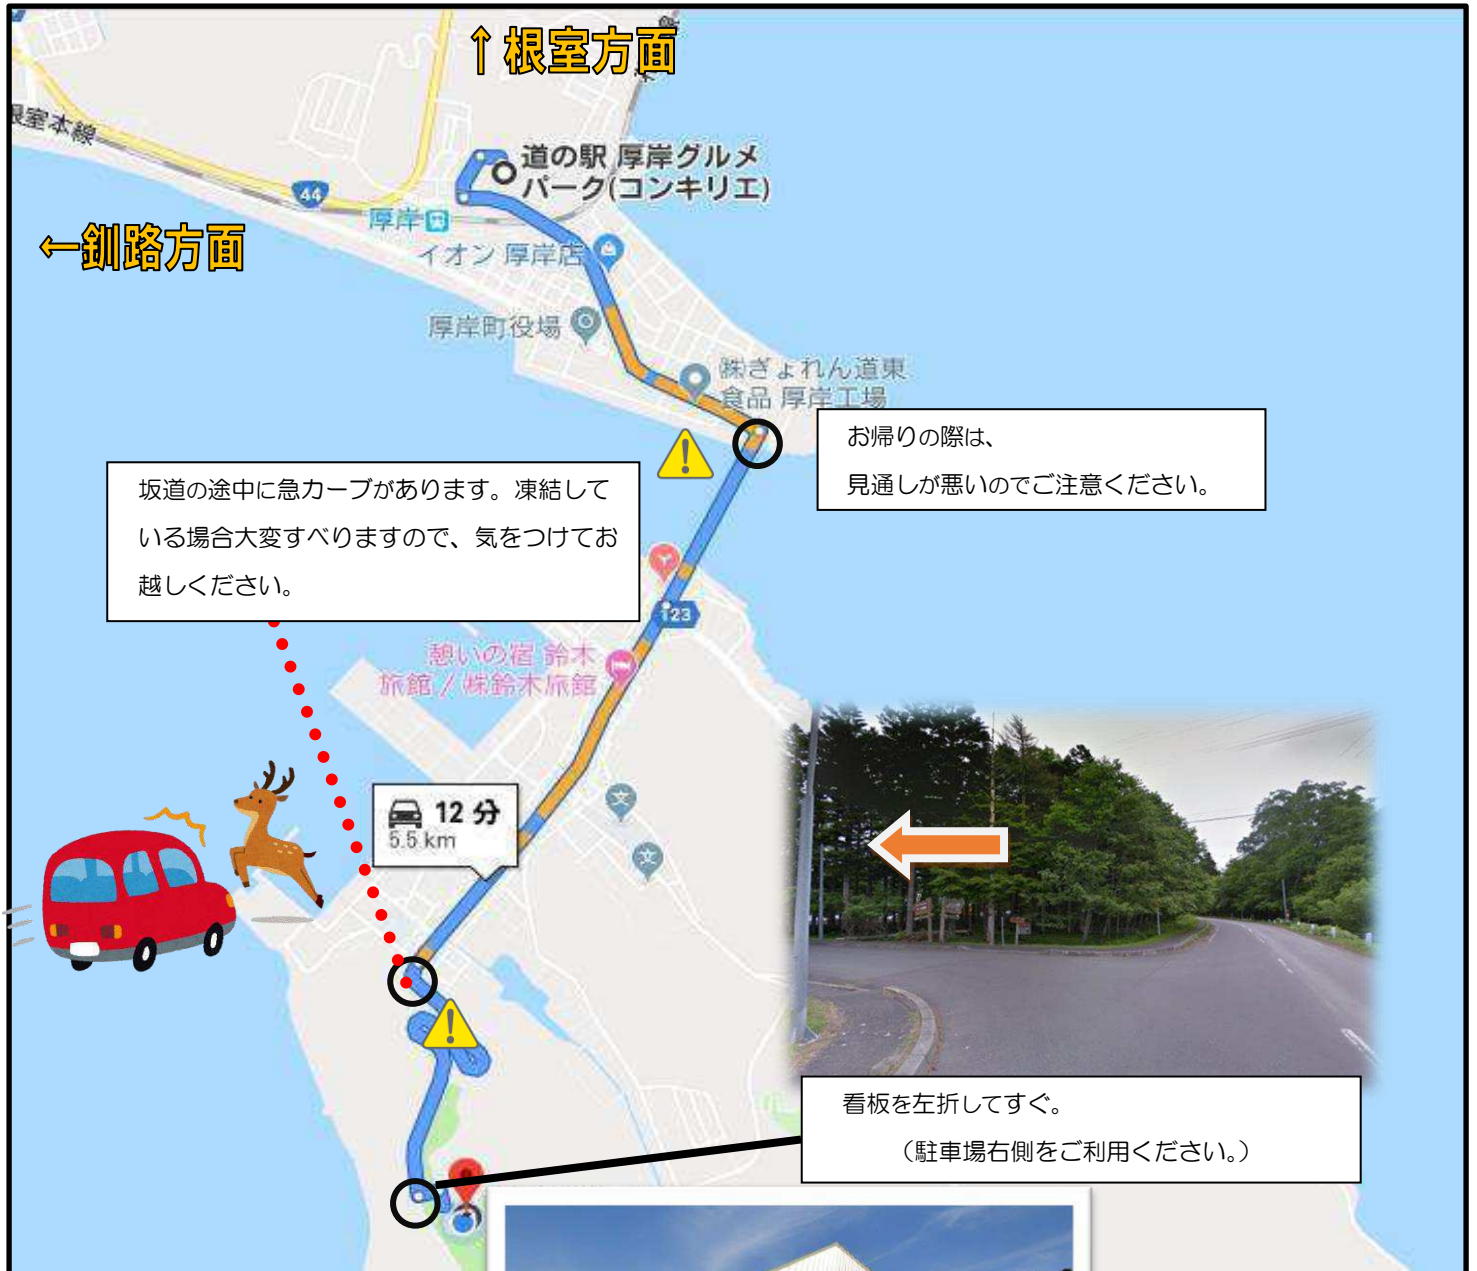 ↑根室方面
根室本線
道の駅 厚岸グルメ
パーク(コンキリエ)
44
厚岸
←釧路方面
イオン 厚岸店
厚岸町役場
㈱ぎょれん道東
食品 厚岸工場
お帰りの際は、
見通しが悪いのでご注意ください。
坂道の途中に急カーブがあります。凍結して
いる場合大変すべりますので、気をつけてお
越しください。
123
憩いの宿 鈴木
旅館／㈱鈴木旅館
文
12 分
5.5 km
文
看板を左折してすぐ。
（駐車場右側をご利用ください。）